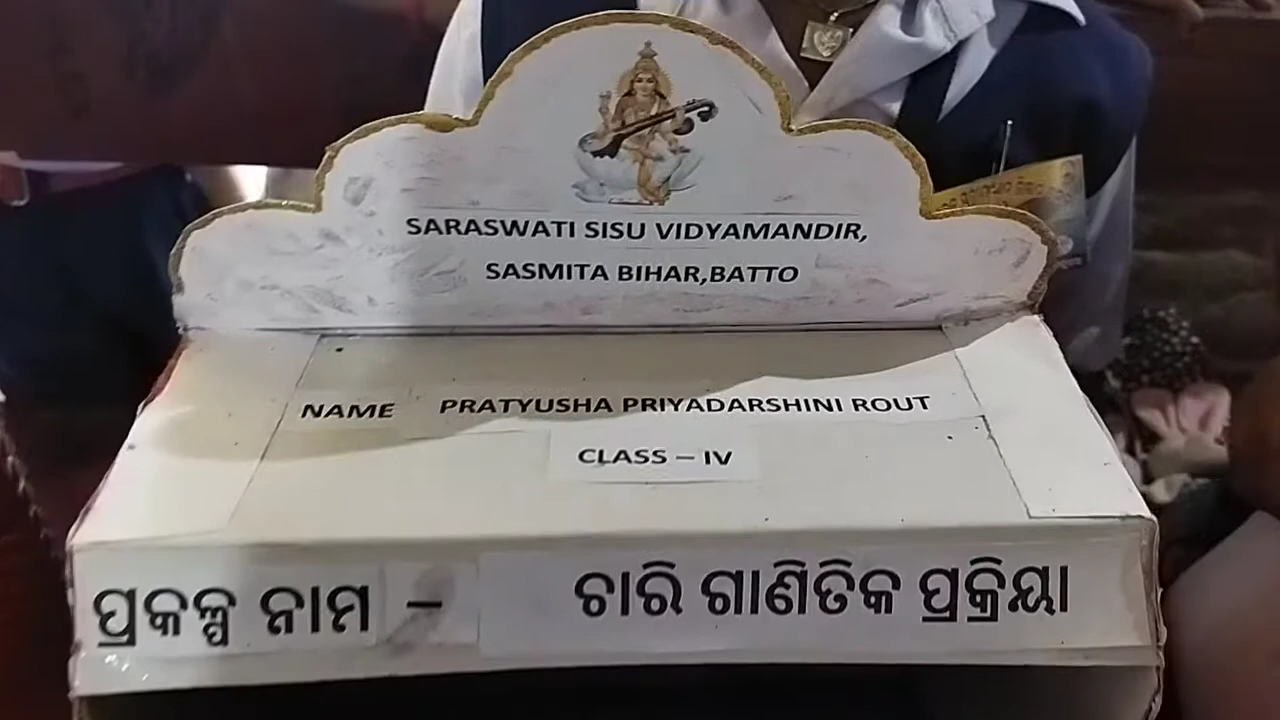 SARASWATI SISU VIDYAMANDIR,
SASMITA BIHAR,BATTO
NAME PRATYUSHA PRIYADARSHINI ROUT
CLASS – IV
ପ୍ରକଳ୍ପ ନାମ – ଚାରି ଗାଣିତିକ ପ୍ରକ୍ରିୟା